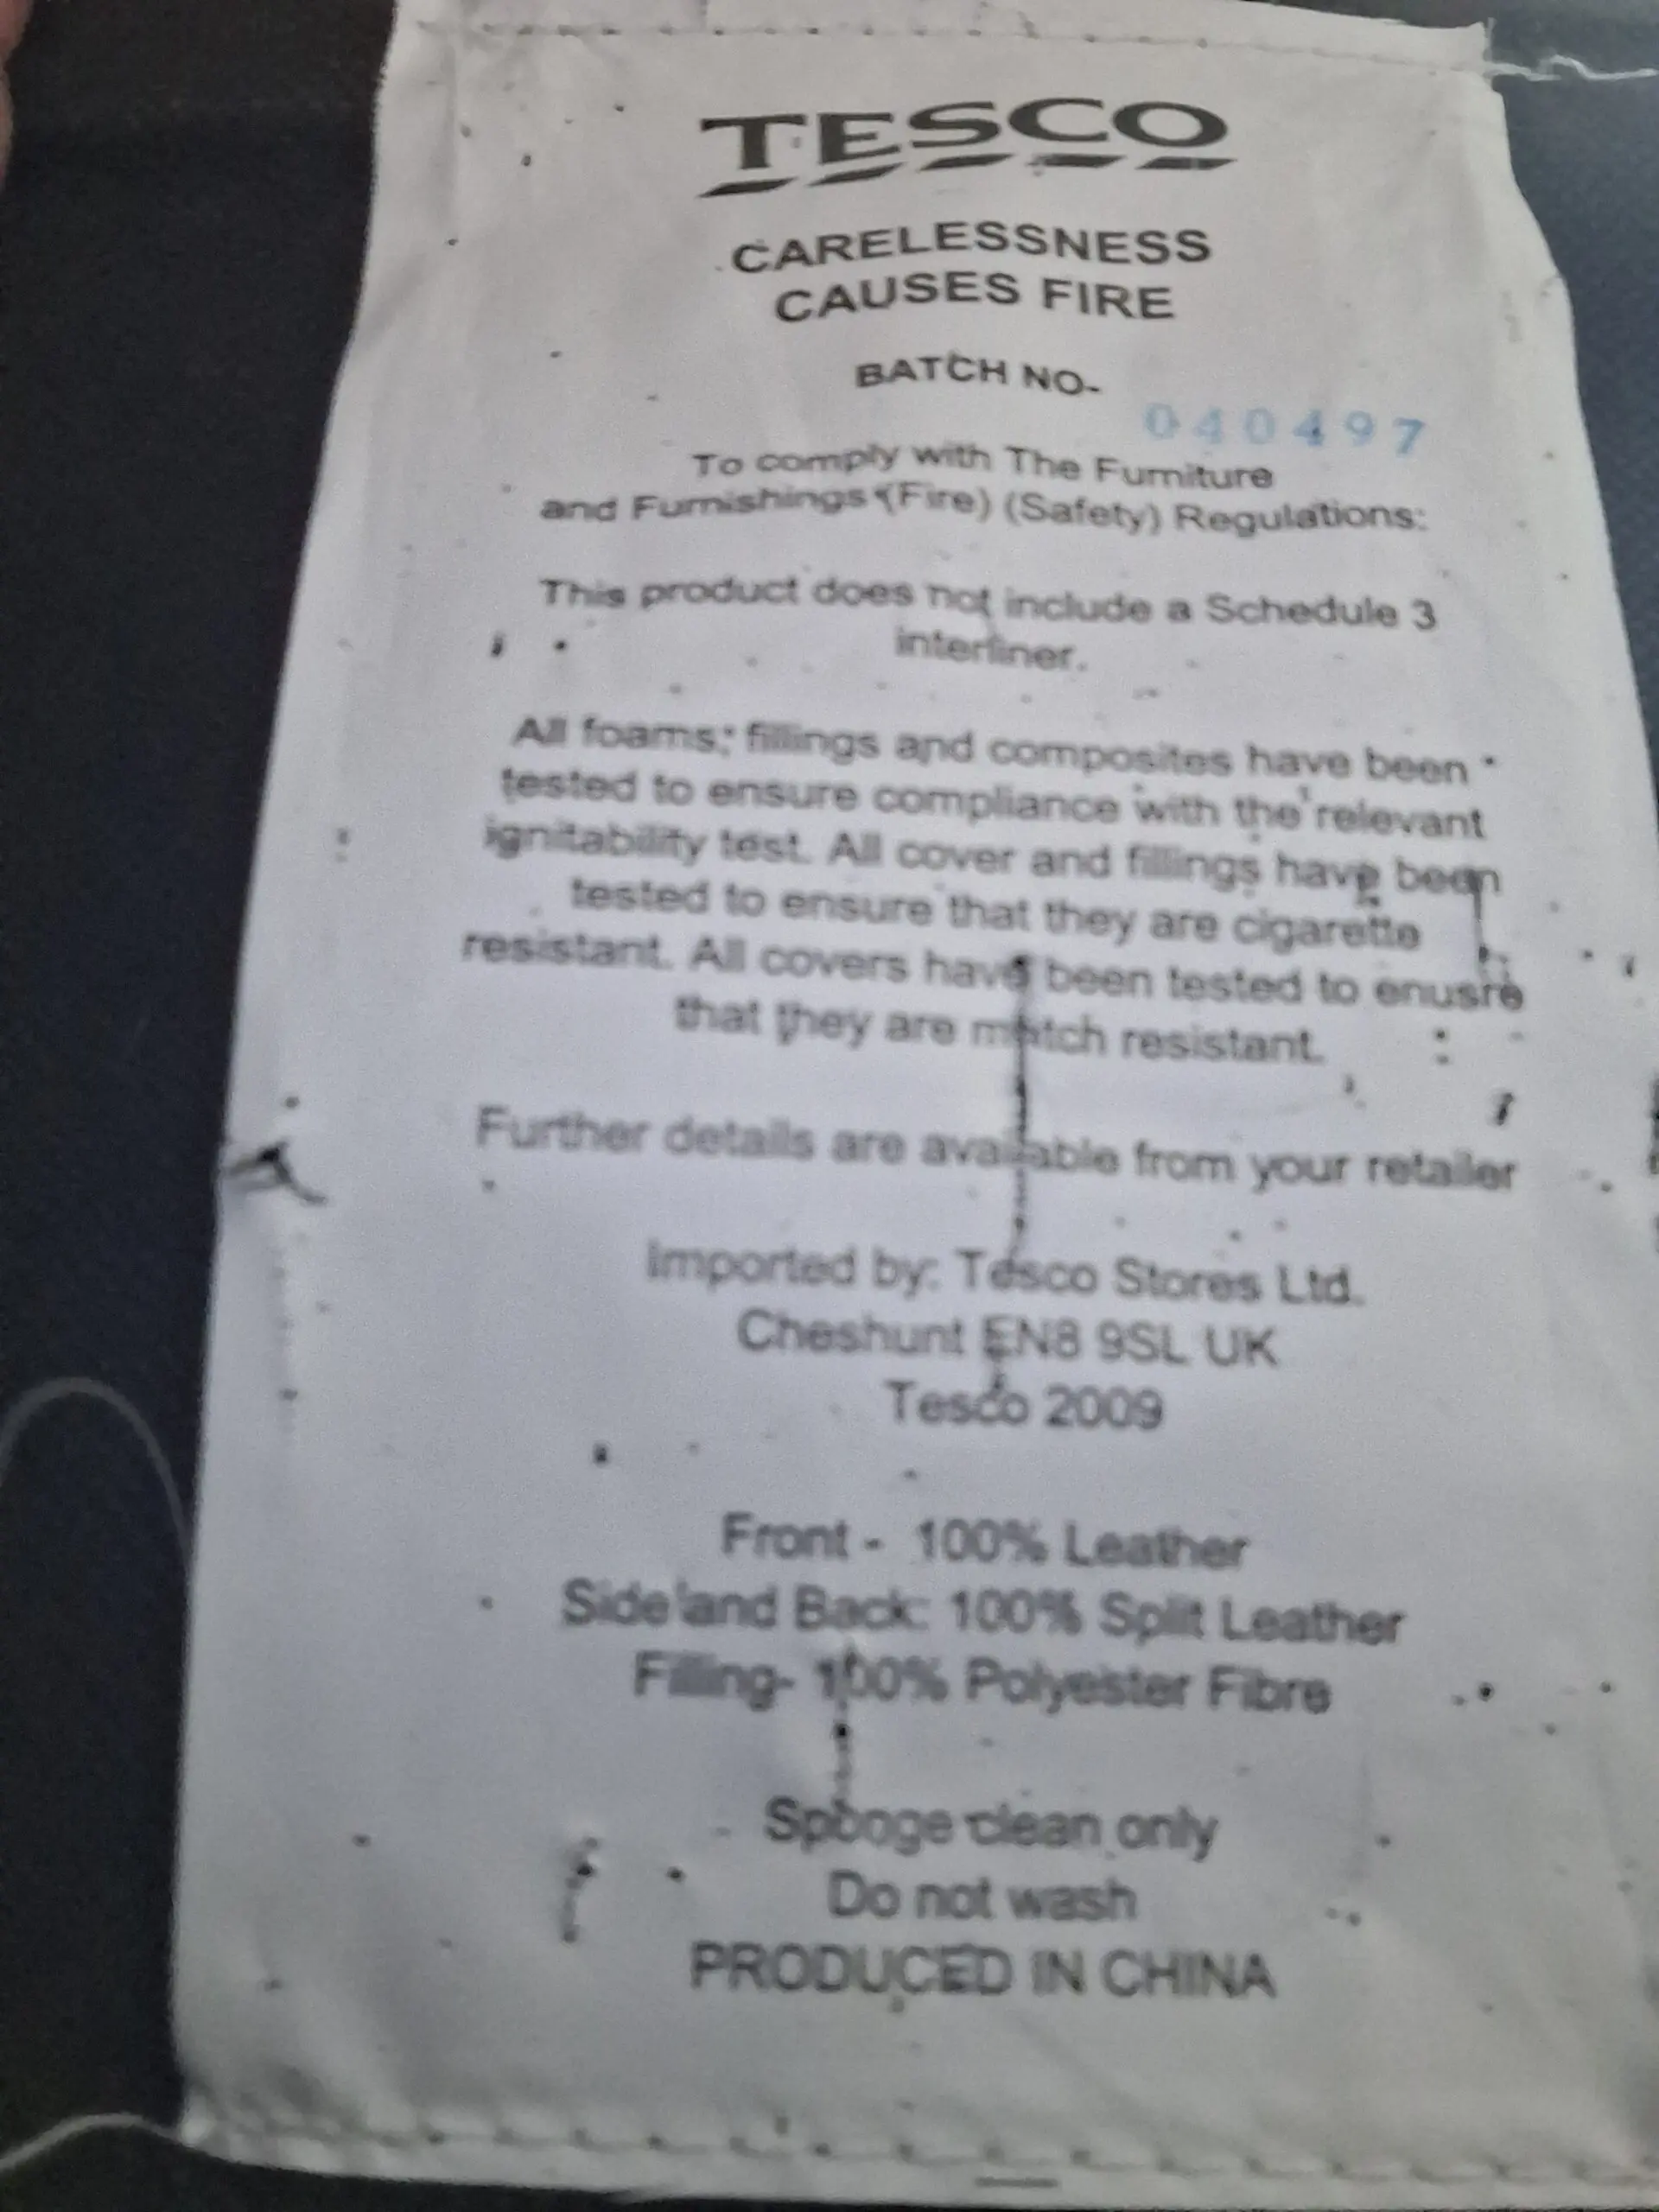 TESCO
CARELESSNESS
CAUSES FIRE
BATCH NO-
040497
To comply with The Furniture
and Furnishings (Fire) (Safety) Regulations:
This product does not include a Schedule 3
interliner.
All foams, fillings and composites have been
tested to ensure compliance with the relevant
ignitability test. All cover and fillings have been
tested to ensure that they are cigarette
resistant. All covers have been tested to enusre
that they are match resistant.
Further details are available from your retailer
Imported by: Tesco Stores Ltd.
Cheshunt EN8 9SL UK
Tesco 2009
Front - 100% Leather
Side and Back: 100% Split Leather
Filling- 100% Polyester Fibre
Spooge clean only
Do not wash
PRODUCED IN CHINA